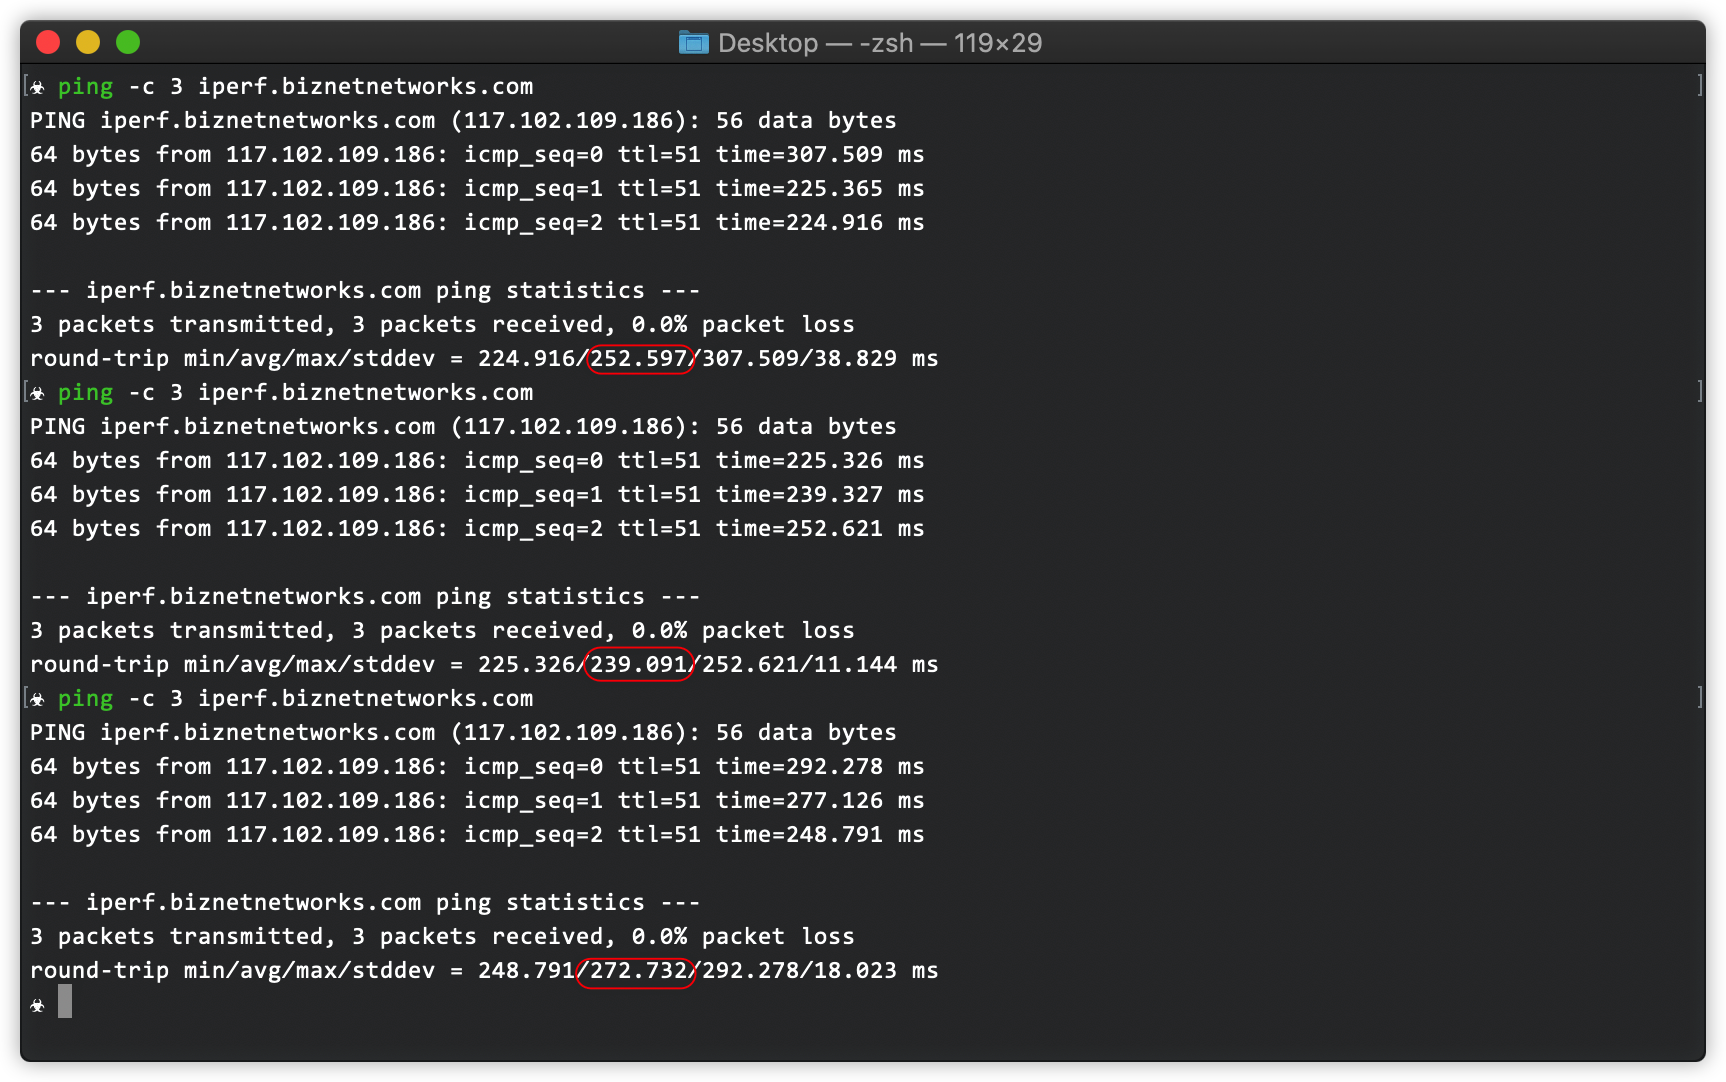 Desktop — -zsh — 119×29
[☣ ping -c 3 iperf.biznetnetworks.com ]
PING iperf.biznetnetworks.com (117.102.109.186): 56 data bytes
64 bytes from 117.102.109.186: icmp_seq=0 ttl=51 time=307.509 ms
64 bytes from 117.102.109.186: icmp_seq=1 ttl=51 time=225.365 ms
64 bytes from 117.102.109.186: icmp_seq=2 ttl=51 time=224.916 ms
--- iperf.biznetnetworks.com ping statistics ---
3 packets transmitted, 3 packets received, 0.0% packet loss
round-trip min/avg/max/stddev = 224.916/252.597/307.509/38.829 ms
[☣ ping -c 3 iperf.biznetnetworks.com ]
PING iperf.biznetnetworks.com (117.102.109.186): 56 data bytes
64 bytes from 117.102.109.186: icmp_seq=0 ttl=51 time=225.326 ms
64 bytes from 117.102.109.186: icmp_seq=1 ttl=51 time=239.327 ms
64 bytes from 117.102.109.186: icmp_seq=2 ttl=51 time=252.621 ms
--- iperf.biznetnetworks.com ping statistics ---
3 packets transmitted, 3 packets received, 0.0% packet loss
round-trip min/avg/max/stddev = 225.326/239.091/252.621/11.144 ms
[☣ ping -c 3 iperf.biznetnetworks.com ]
PING iperf.biznetnetworks.com (117.102.109.186): 56 data bytes
64 bytes from 117.102.109.186: icmp_seq=0 ttl=51 time=292.278 ms
64 bytes from 117.102.109.186: icmp_seq=1 ttl=51 time=277.126 ms
64 bytes from 117.102.109.186: icmp_seq=2 ttl=51 time=248.791 ms
--- iperf.biznetnetworks.com ping statistics ---
3 packets transmitted, 3 packets received, 0.0% packet loss
round-trip min/avg/max/stddev = 248.791/272.732/292.278/18.023 ms
☣